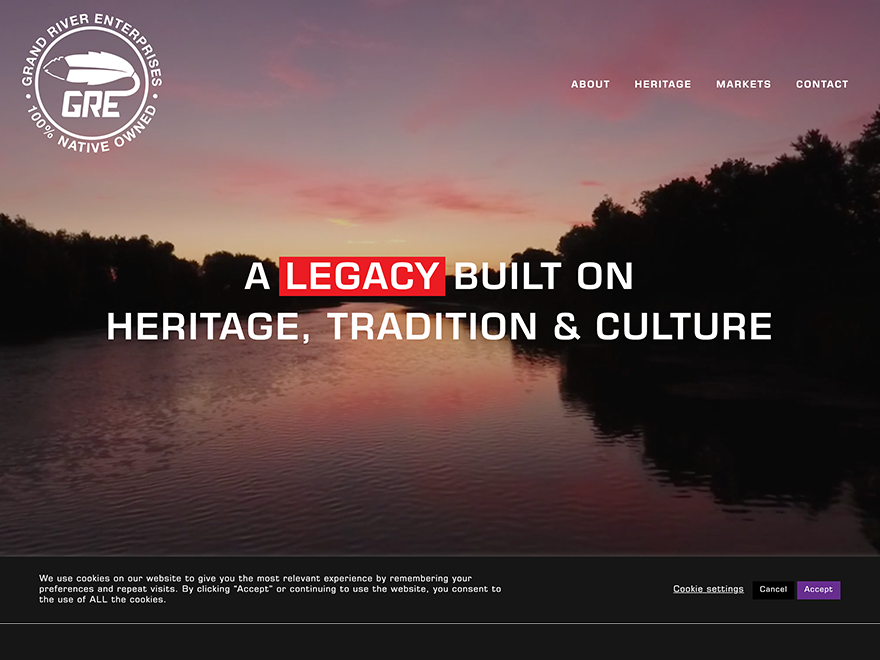 GRAND RIVER ENTERPRISES
GRE
• 100% NATIVE OWNED •
ABOUT HERITAGE MARKETS CONTACT
A LEGACY BUILT ON
HERITAGE, TRADITION & CULTURE
We use cookies on our website to give you the most relevant experience by remembering your
preferences and repeat visits. By clicking "Accept" or continuing to use the website, you consent to
the use of ALL the cookies.
Cookie settings Cancel Accept